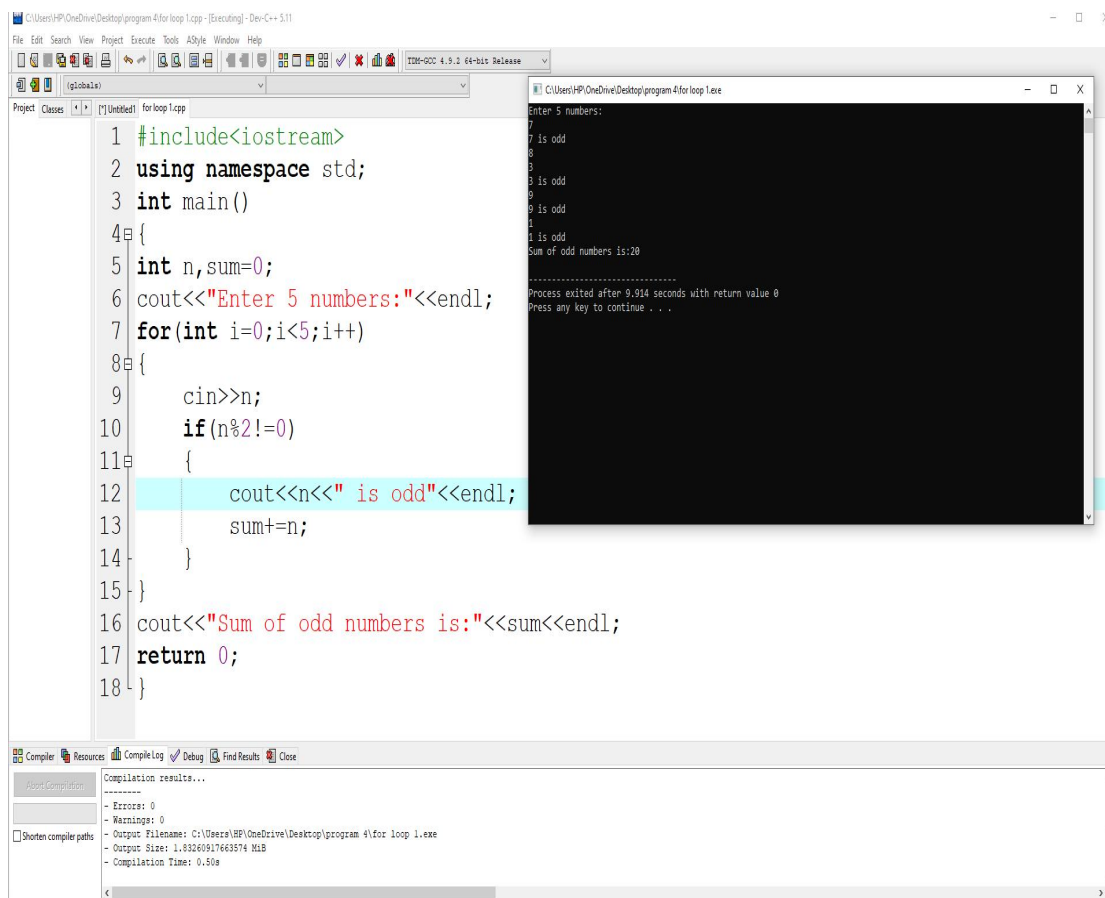 C:\Users\HP\OneDrive\Desktop\program 4\for loop 1.cpp - [Executing] - Dev-C++ 5.11
File Edit Search View Project Execute Tools AStyle Window Help
TDM-GCC 4.9.2 64-bit Release
(globals)
Project Classes [*] Untitled1 for loop 1.cpp
1 #include<iostream>
2 using namespace std;
3 int main()
4 {
5 int n,sum=0;
6 cout<<"Enter 5 numbers:"<<endl;
7 for(int i=0;i<5;i++)
8 {
9 cin>>n;
10 if(n%2!=0)
11 {
12 cout<<n<<" is odd"<<endl;
13 sum+=n;
14 }
15 }
16 cout<<"Sum of odd numbers is:"<<sum<<endl;
17 return 0;
18 }
C:\Users\HP\OneDrive\Desktop\program 4\for loop 1.exe
Enter 5 numbers:
7
7 is odd
8
3
3 is odd
9
9 is odd
1
1 is odd
Sum of odd numbers is:20
--------------------------------
Process exited after 9.914 seconds with return value 0
Press any key to continue . . .
Compiler Resources Compile Log Debug Find Results Close
Abort Compilation
Shorten compiler paths
Compilation results...
--------
- Errors: 0
- Warnings: 0
- Output Filename: C:\Users\HP\OneDrive\Desktop\program 4\for loop 1.exe
- Output Size: 1.83260917663574 MiB
- Compilation Time: 0.50s